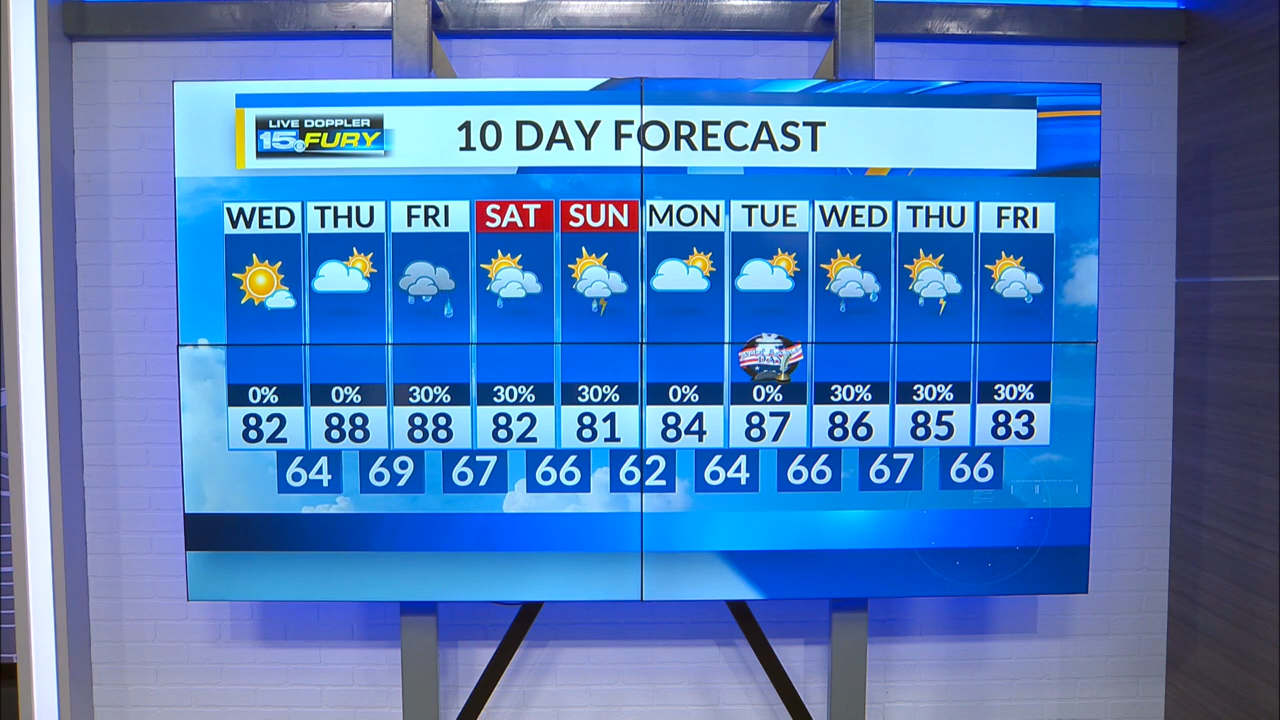 LIVE DOPPLER
15 FURY
10 DAY FORECAST
WED THU FRI SAT SUN MON TUE WED THU FRI
DAY
0% 0% 30% 30% 30% 0% 0% 30% 30% 30%
82 88 88 82 81 84 87 86 85 83
64 69 67 66 62 64 66 67 66